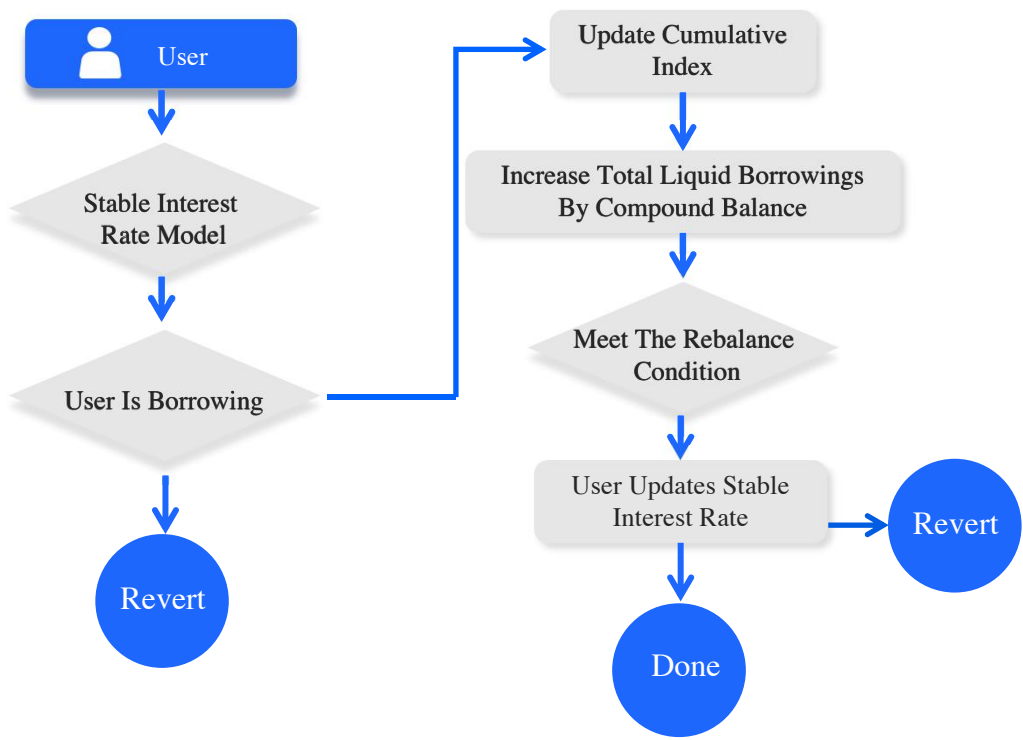 User
Stable Interest
Rate Model
User Is Borrowing
Revert
Update Cumulative
Index
Increase Total Liquid Borrowings
By Compound Balance
Meet The Rebalance
Condition
User Updates Stable
Interest Rate
Revert
Done